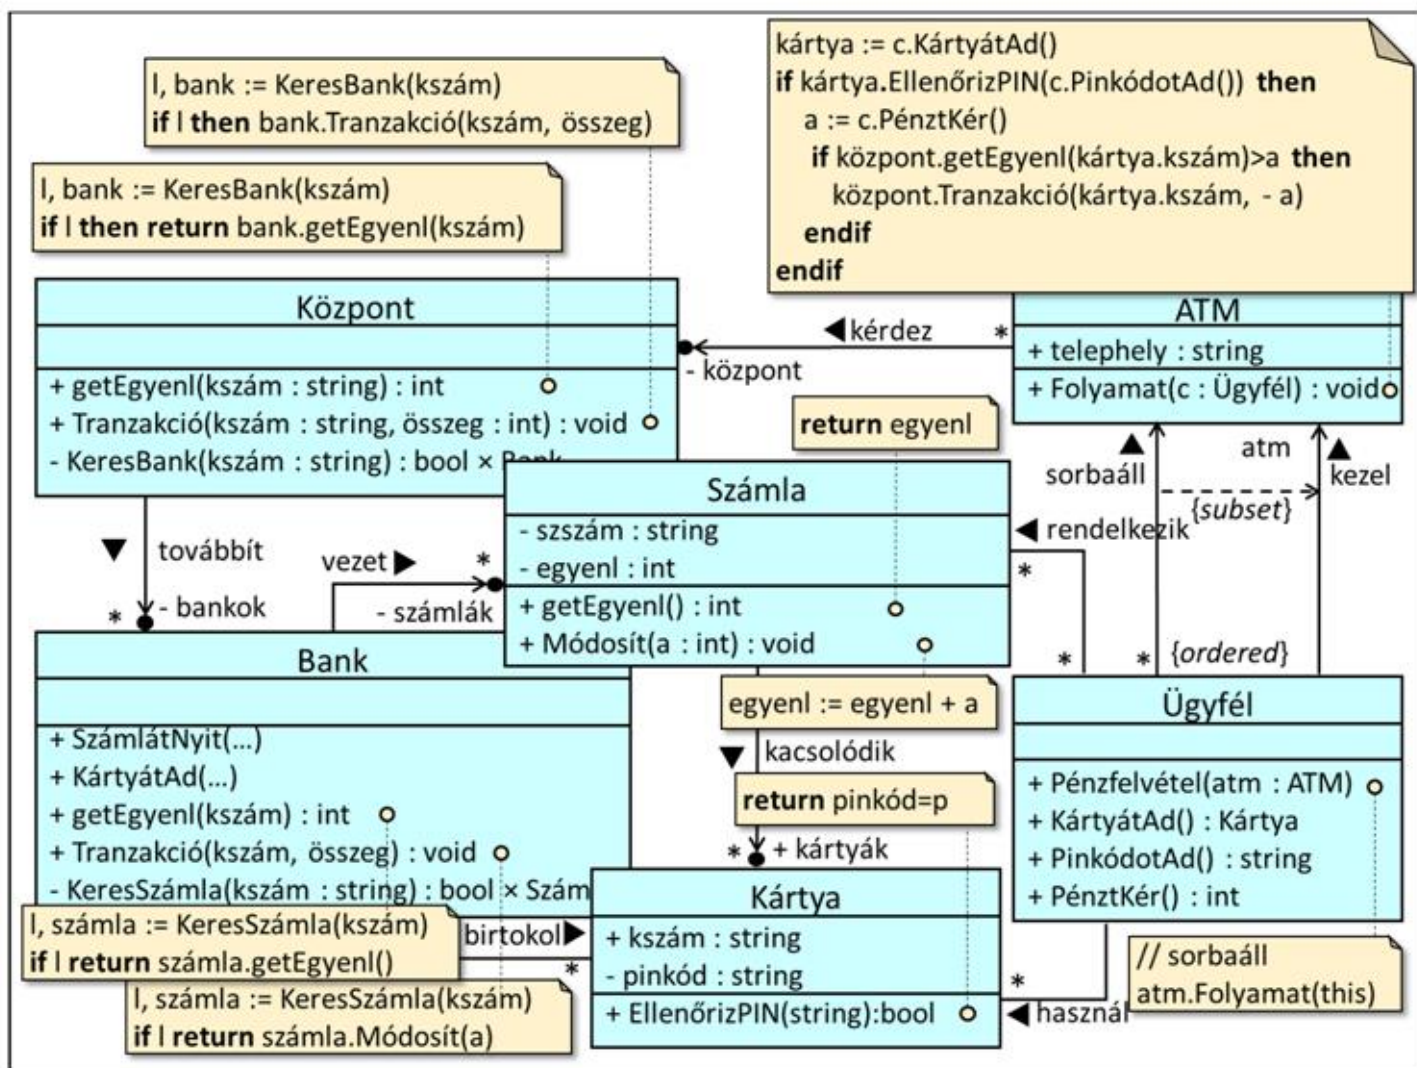 kártya := c.KártyátAd()
if kártya.EllenőrizPIN(c.PinkódotAd()) then
a := c.PénztKér()
if központ.getEgyenl(kártya.kszám)>a then
központ.Tranzakció(kártya.kszám, - a)
endif
endif
l, bank := KeresBank(kszám)
if l then bank.Tranzakció(kszám, összeg)
l, bank := KeresBank(kszám)
if l then return bank.getEgyenl(kszám)
Központ
+ getEgyenl(kszám : string) : int
+ Tranzakció(kszám : string, összeg : int) : void
- KeresBank(kszám : string) : bool × Bank
◀kérdez
*
- központ
ATM
+ telephely : string
+ Folyamat(c : Ügyfél) : void
return egyenl
▲
sorbaáll
atm
▲
kezel
{subset}
Számla
- szszám : string
- egyenl : int
+ getEgyenl() : int
+ Módosít(a : int) : void
◀ rendelkezik
*
*
▼ továbbít
* - bankok
vezet ▶
*
- számlák
* {ordered}
Bank
+ SzámlátNyit(...)
+ KártyátAd(...)
+ getEgyenl(kszám) : int
+ Tranzakció(kszám, összeg) : void
- KeresSzámla(kszám : string) : bool × Szám
egyenl := egyenl + a
▼ kacsolódik
return pinkód=p
* + kártyák
Ügyfél
+ Pénzfelvétel(atm : ATM)
+ KártyátAd() : Kártya
+ PinkódotAd() : string
+ PénztKér() : int
l, számla := KeresSzámla(kszám)
if l return számla.getEgyenl()
birtokol▶
*
l, számla := KeresSzámla(kszám)
if l return számla.Módosít(a)
Kártya
+ kszám : string
- pinkód : string
+ EllenőrizPIN(string):bool
*
◀ használ
// sorbaáll
atm.Folyamat(this)